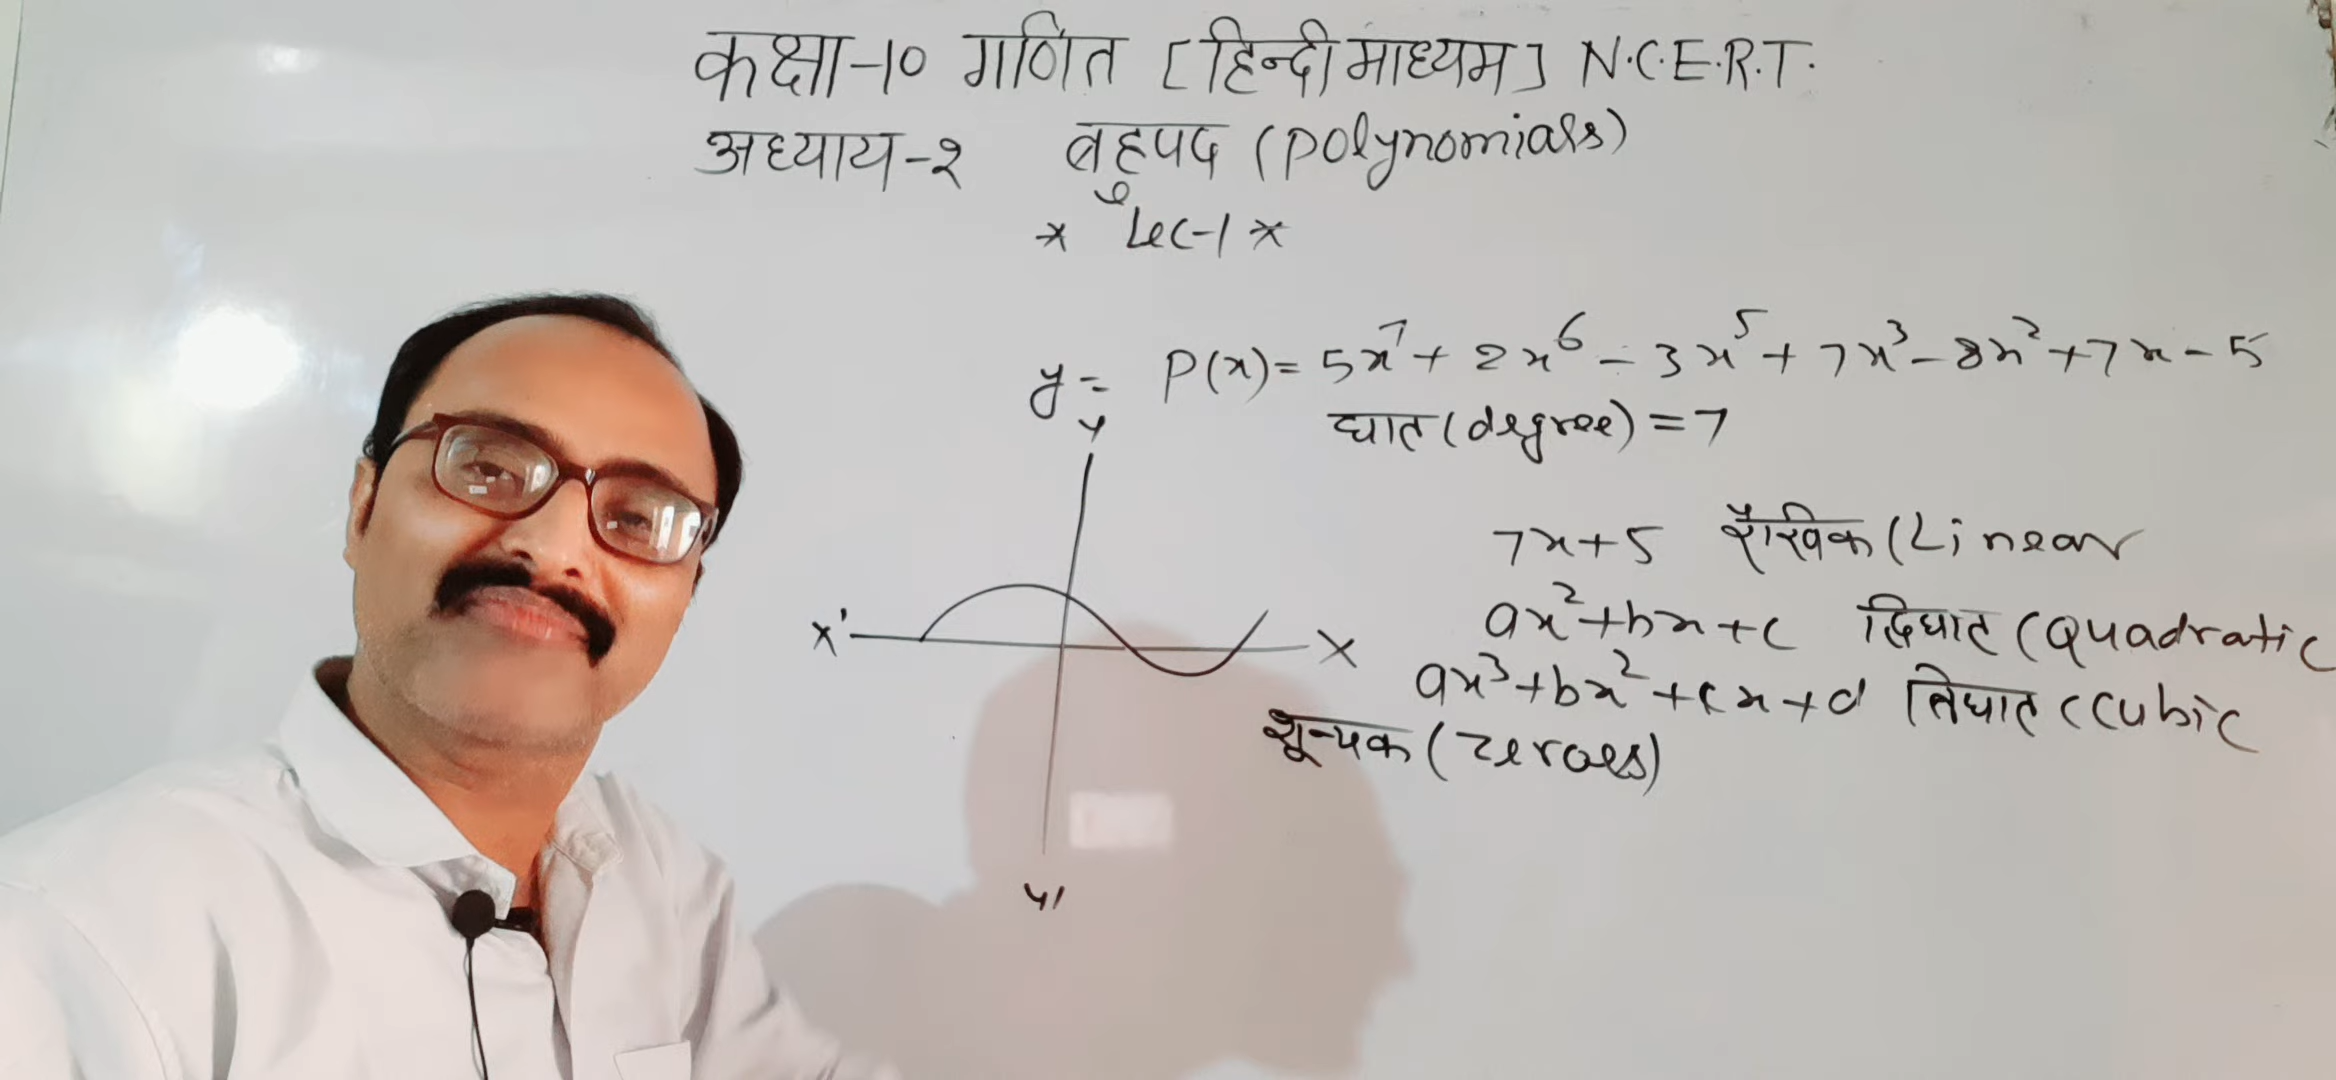 कक्षा-१० गणित [हिन्दी माध्यम] N.C.E.R.T.
अध्याय-२ बहुपद (Polynomials)
* Lec-1 *
y = P(x) = 5x⁷ + 2x⁶ - 3x⁵ + 7x³ - 8x² + 7x - 5
घात (degree) = 7
Y
7x+5 रैखिक (Linear
ax²+bx+c द्विघात (Quadratic
X' X
ax³+bx²+cx+d त्रिघात (Cubic
शून्यक (zeroes)
Y'